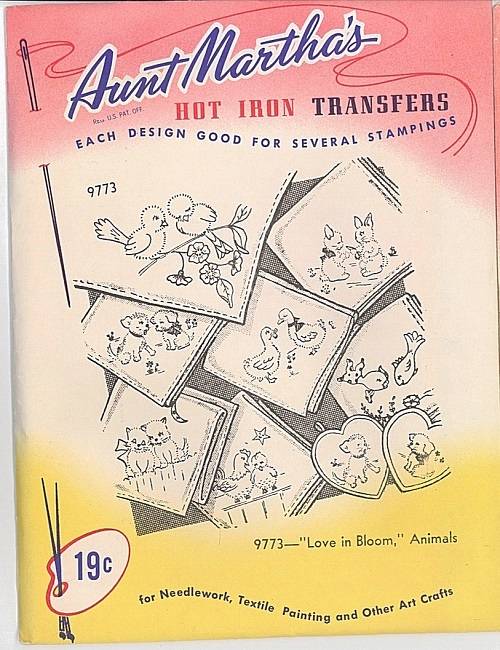 Aunt Martha's
REG. U.S. PAT. OFF.
HOT IRON TRANSFERS
EACH DESIGN GOOD FOR SEVERAL STAMPINGS
9773
9773—"Love in Bloom," Animals
19c
for Needlework, Textile Painting and Other Art Crafts